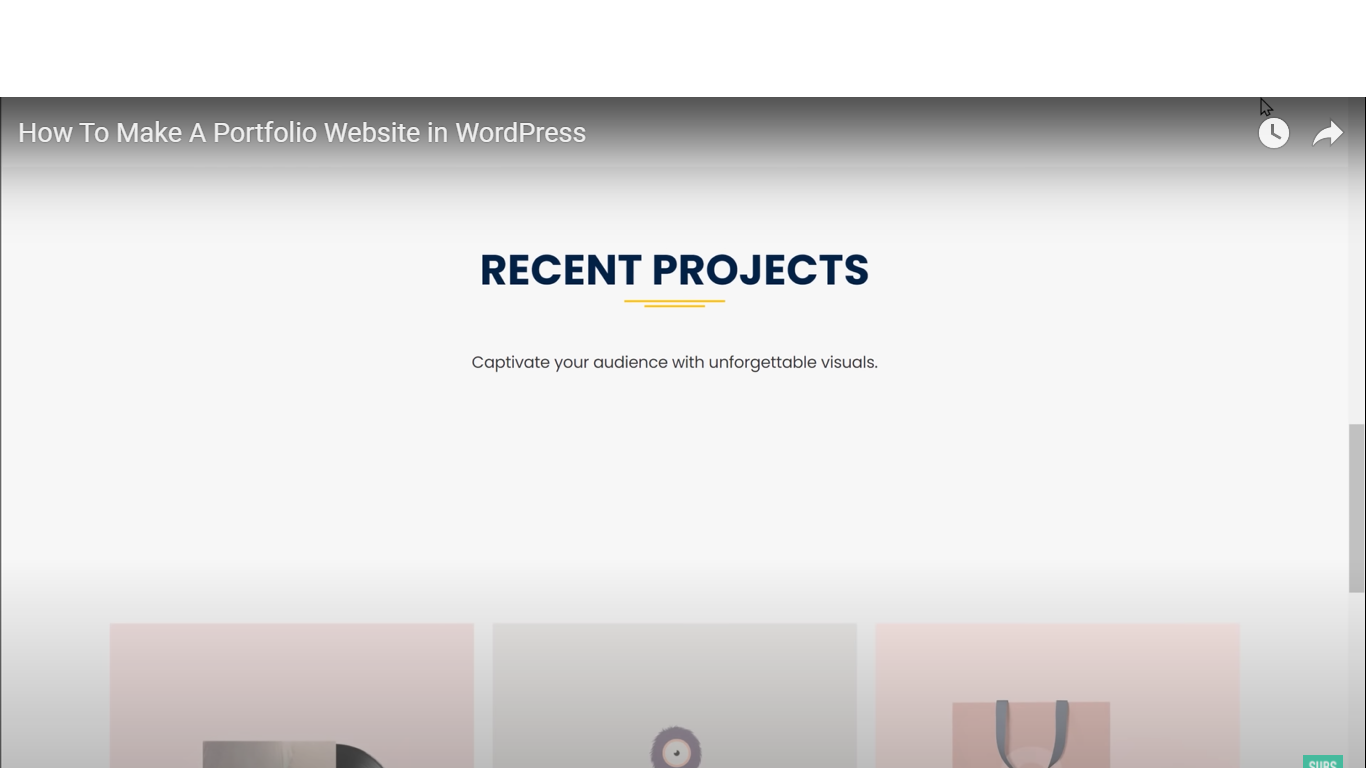 How To Make A Portfolio Website in WordPress
RECENT PROJECTS
Captivate your audience with unforgettable visuals.
SUBS